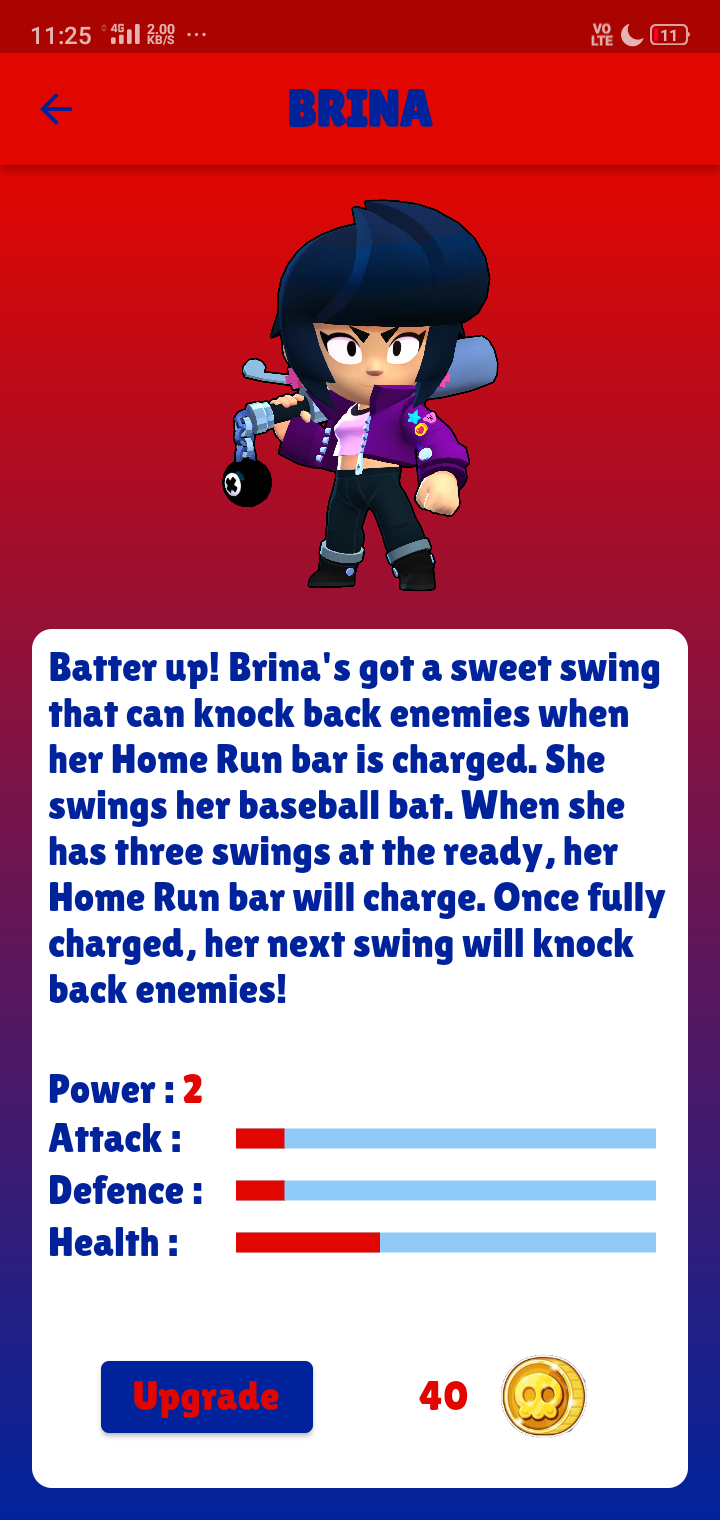 11:25 4G 2.00 KB/S ... VO LTE 11
BRINA
Batter up! Brina's got a sweet swing
that can knock back enemies when
her Home Run bar is charged. She
swings her baseball bat. When she
has three swings at the ready, her
Home Run bar will charge. Once fully
charged, her next swing will knock
back enemies!
Power : 2
Attack :
Defence :
Health :
Upgrade 40